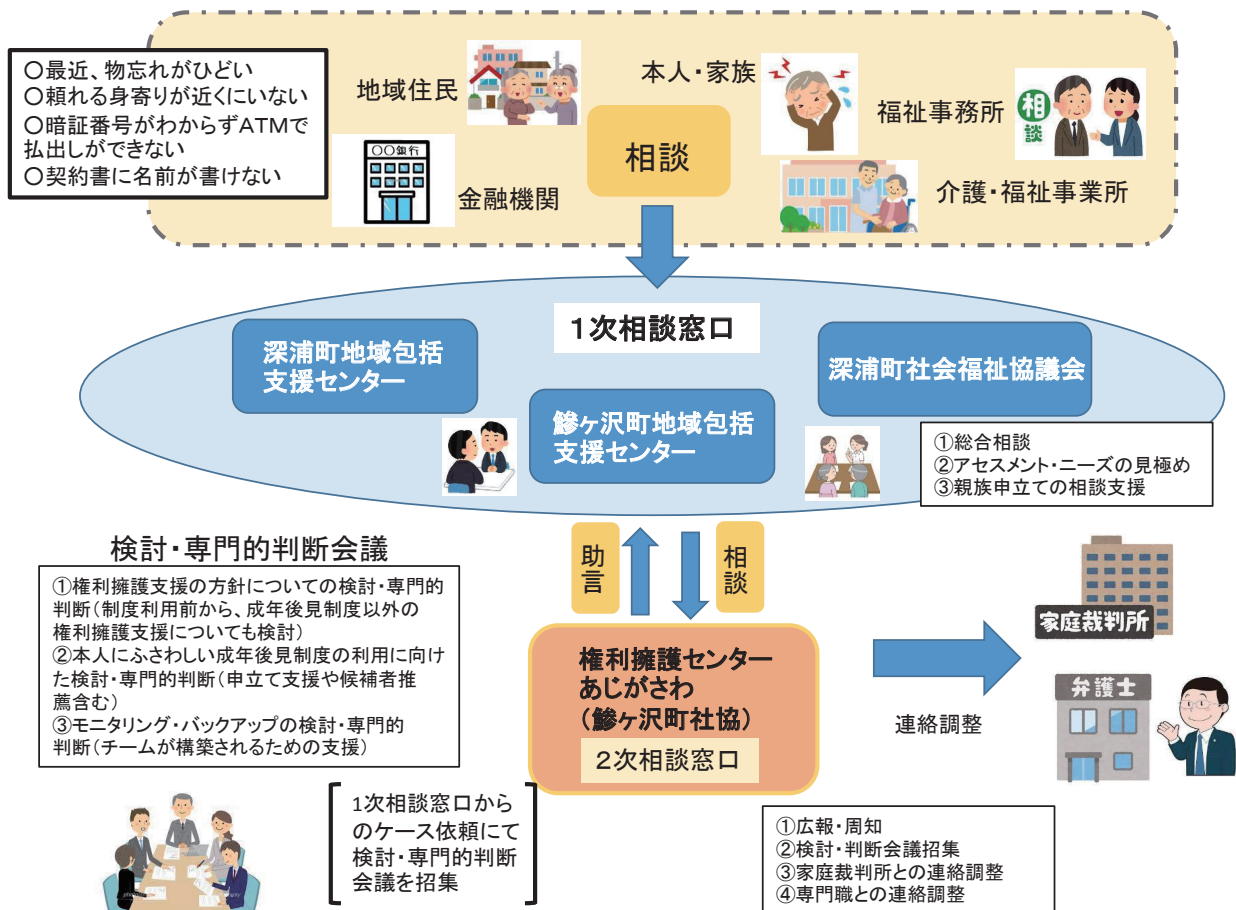 〇最近、物忘れがひどい
〇頼れる身寄りが近くにいない
〇暗証番号がわからずATMで
払出しができない
〇契約書に名前が書けない
地域住民
本人・家族
福祉事務所
相談
〇〇銀行
金融機関
相談
介護・福祉事業所
1次相談窓口
深浦町地域包括
支援センター
深浦町社会福祉協議会
鰺ヶ沢町地域包括
支援センター
①総合相談
②アセスメント・ニーズの見極め
③親族申立ての相談支援
助言
相談
検討・専門的判断会議
①権利擁護支援の方針についての検討・専門的
判断(制度利用前から、成年後見制度以外の
権利擁護支援についても検討)
②本人にふさわしい成年後見制度の利用に向け
た検討・専門的判断(申立て支援や候補者推
薦含む)
③モニタリング・バックアップの検討・専門的
判断(チームが構築されるための支援)
権利擁護センター
あじがさわ
(鰺ヶ沢町社協)
2次相談窓口
連絡調整
家庭裁判所
弁護士
1次相談窓口から
のケース依頼にて
検討・専門的判断
会議を招集
①広報・周知
②検討・判断会議招集
③家庭裁判所との連絡調整
④専門職との連絡調整